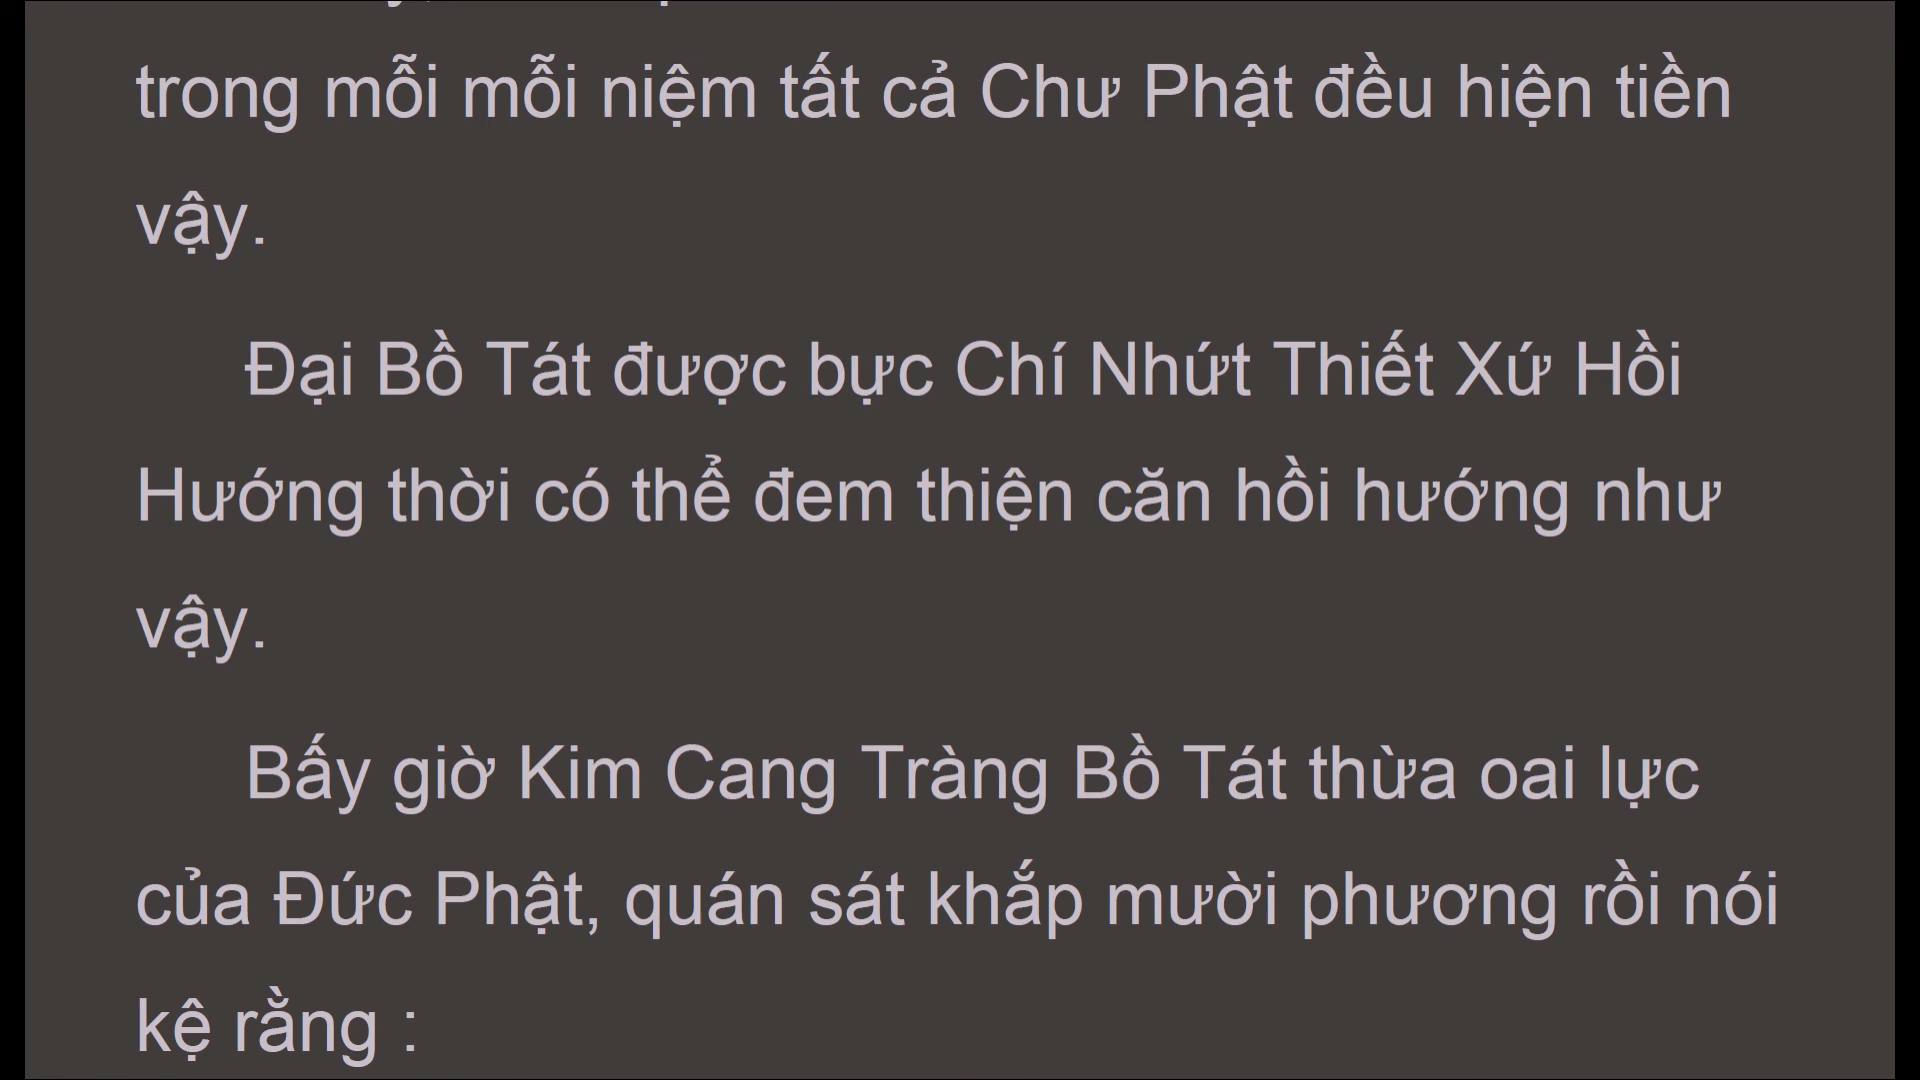 trong mỗi mỗi niệm tất cả Chư Phật đều hiện tiền
vậy.
Đại Bồ Tát được bực Chí Nhứt Thiết Xứ Hồi
Hướng thời có thể đem thiện căn hồi hướng như
vậy.
Bấy giờ Kim Cang Tràng Bồ Tát thừa oai lực
của Đức Phật, quán sát khắp mười phương rồi nói
kệ rằng :